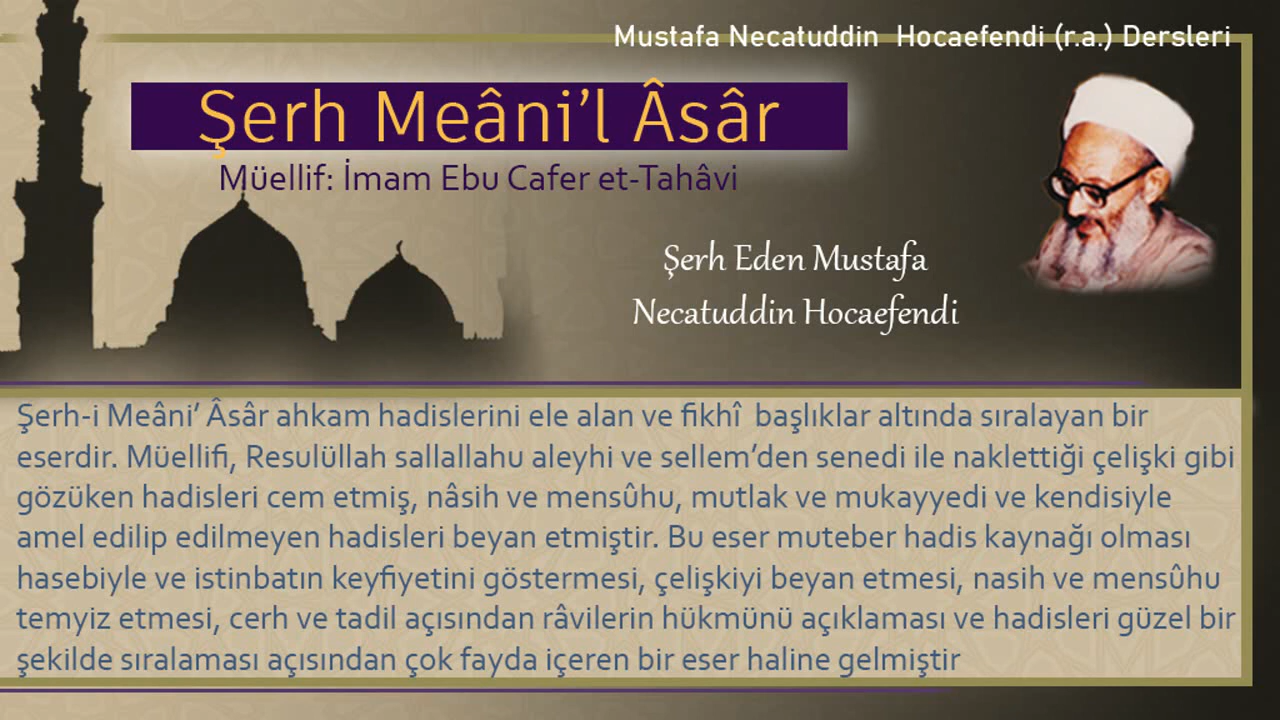 Mustafa Necatuddin Hocaefendi (r.a.) Dersleri
Şerh Meâni’l Âsâr
Müellif: İmam Ebu Cafer et-Tahâvi
Şerh Eden Mustafa
Necatuddin Hocaefendi
Şerh-i Meâni’ Âsâr ahkam hadislerini ele alan ve fikhî başlıklar altında sıralayan bir
eserdir. Müellifi, Resulüllah sallallahu aleyhi ve sellem’den senedi ile naklettiği çelişki gibi
gözüken hadisleri cem etmiş, nâsih ve mensûhu, mutlak ve mukayyedi ve kendisiyle
amel edilip edilmeyen hadisleri beyan etmiştir. Bu eser muteber hadis kaynağı olması
hasebiyle ve istinbatın keyfiyetini göstermesi, çelişkiyi beyan etmesi, nasih ve mensûhu
temyiz etmesi, cerh ve tadil açısından râvilerin hükmünü açıklaması ve hadisleri güzel bir
şekilde sıralaması açısından çok fayda içeren bir eser haline gelmiştir